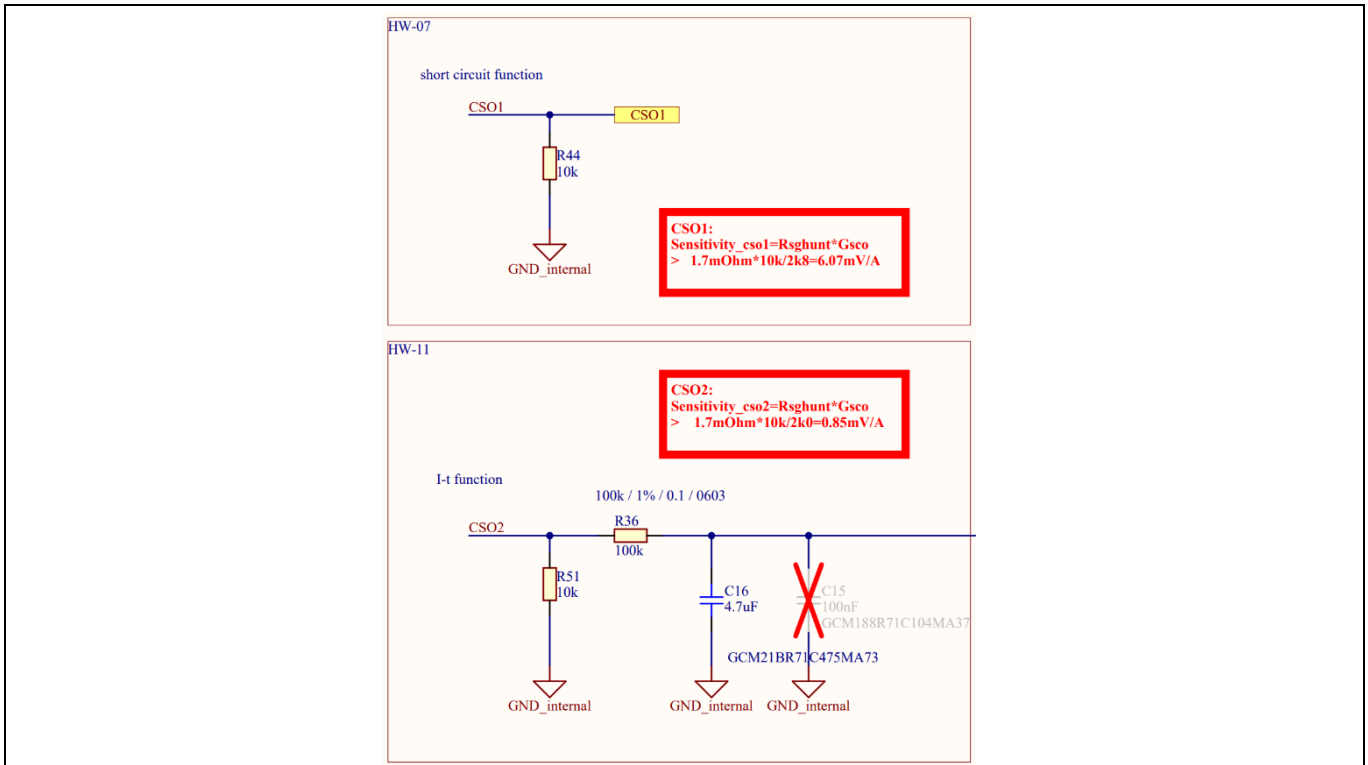 HW-07
short circuit function
CSO1
CSO1
R44
10k
GND_internal
CSO1:
Sensitivity_cso1=Rsghunt*Gsco
> 1.7mOhm*10k/2k8=6.07mV/A
HW-11
CSO2:
Sensitivity_cso2=Rsghunt*Gsco
> 1.7mOhm*10k/2k0=0.85mV/A
I-t function
100k / 1% / 0.1 / 0603
CSO2
R36
100k
R51
10k
C16
4.7uF
C15
100nF
GCM188R71C104MA37
GCM21BR71C475MA73
GND_internal
GND_internal
GND_internal